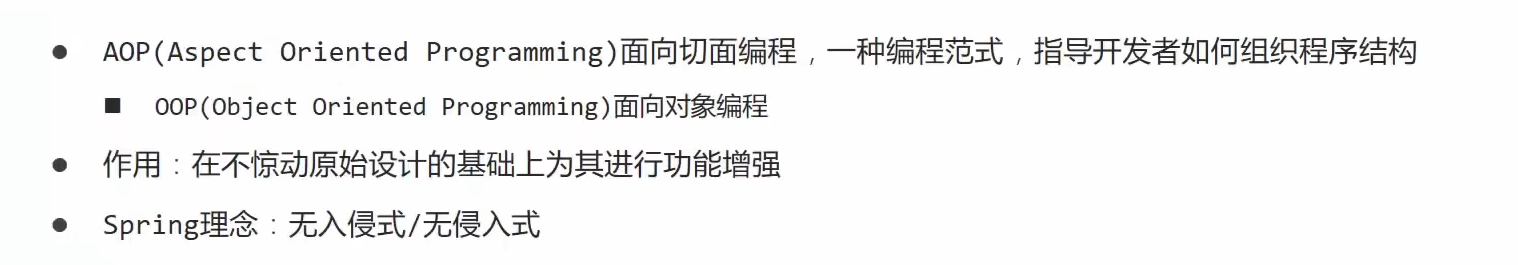 ● AOP(Aspect Oriented Programming)面向切面编程，一种编程范式，指导开发者如何组织程序结构
■ OOP(Object Oriented Programming)面向对象编程
● 作用：在不惊动原始设计的基础上为其进行功能增强
● Spring理念：无入侵式/无侵入式